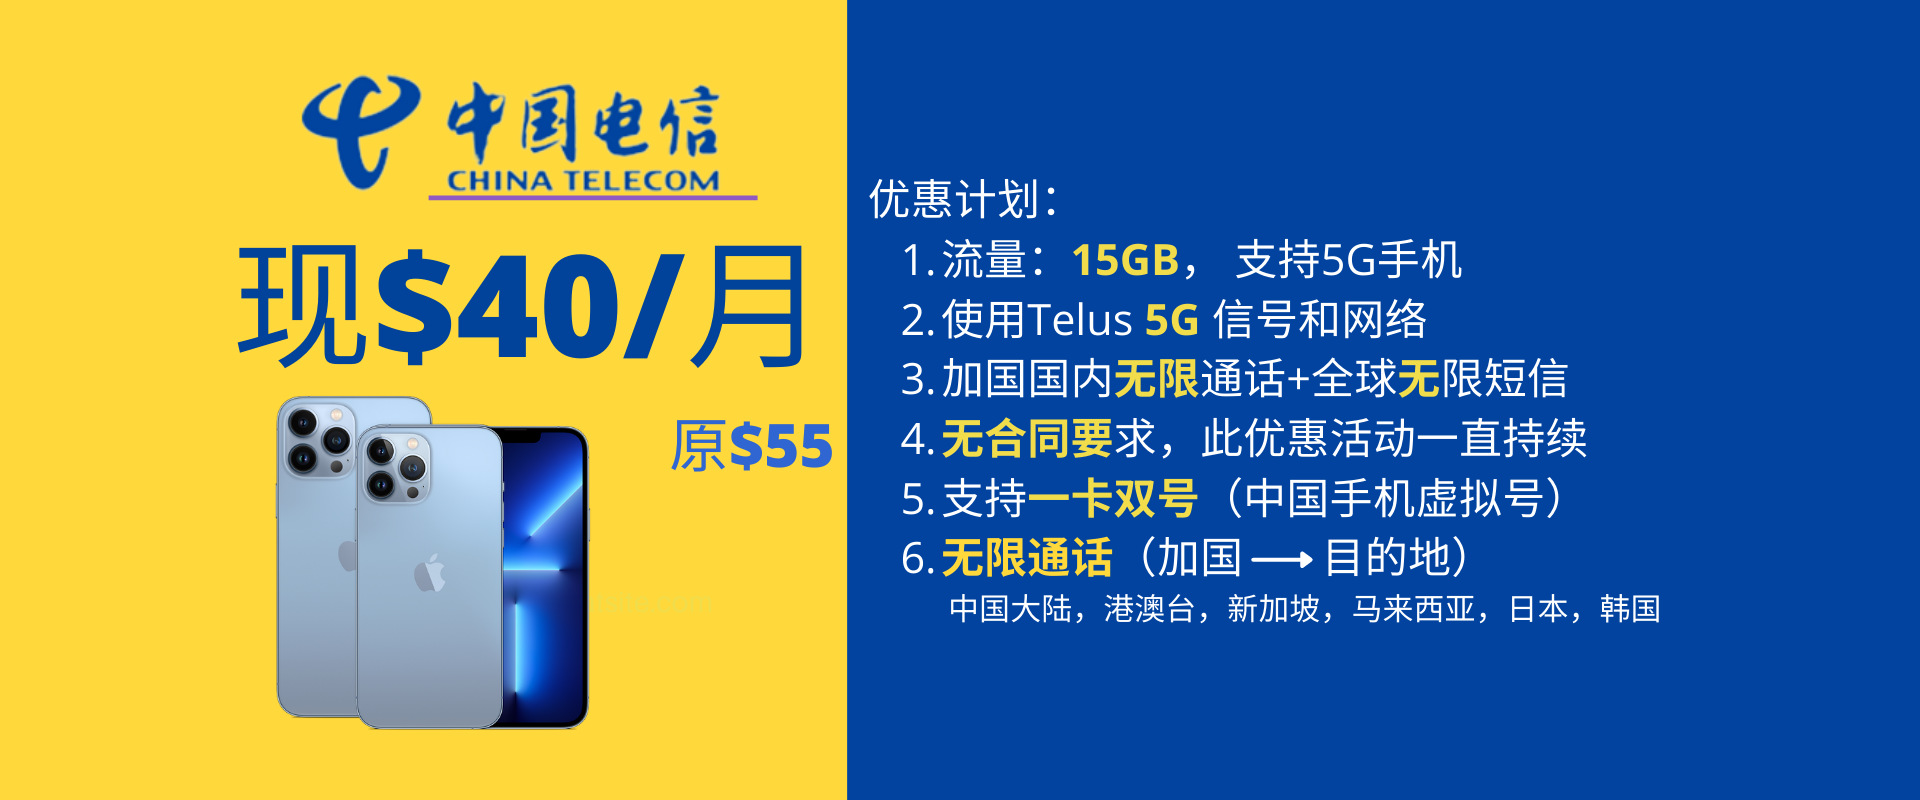 中国电信
CHINA TELECOM
现$40/月
原$55
优惠计划：
1. 流量：15GB， 支持5G手机
2. 使用Telus 5G 信号和网络
3. 加国国内无限通话+全球无限短信
4. 无合同要求，此优惠活动一直持续
5. 支持一卡双号（中国手机虚拟号）
6. 无限通话（加国 → 目的地）
中国大陆，港澳台，新加坡，马来西亚，日本，韩国